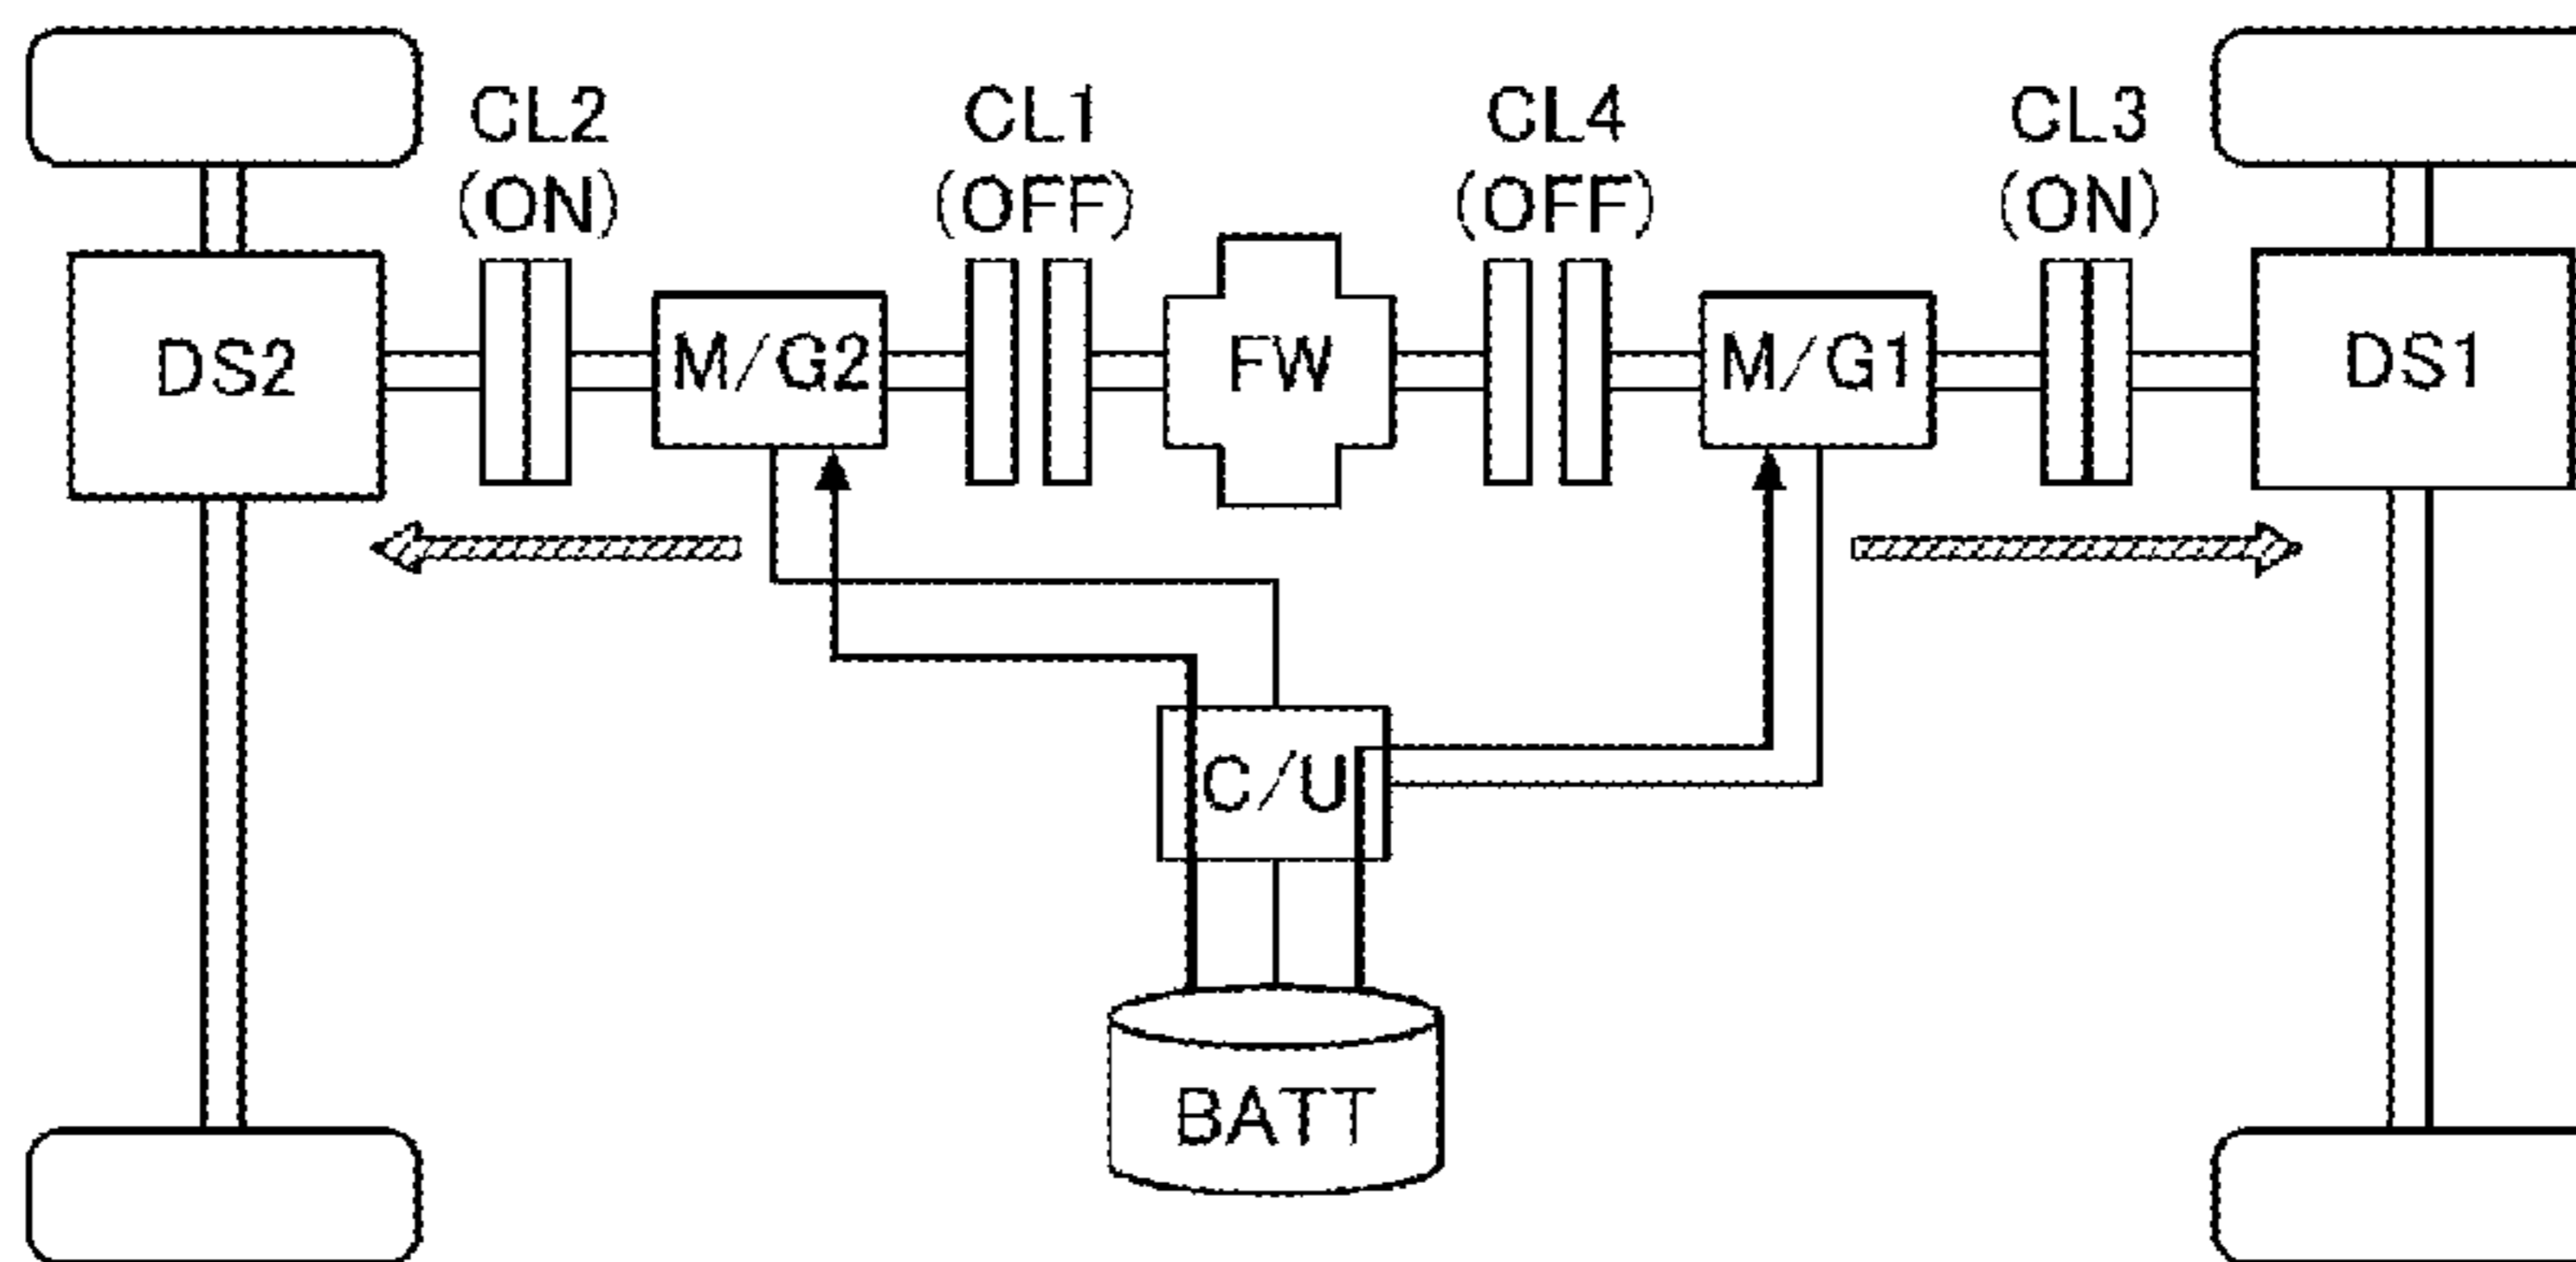 CL2
(ON)
CL1
(OFF)
CL4
(OFF)
CL3
(ON)
DS2
M/G2
FW
M/G1
DS1
C/U
BATT